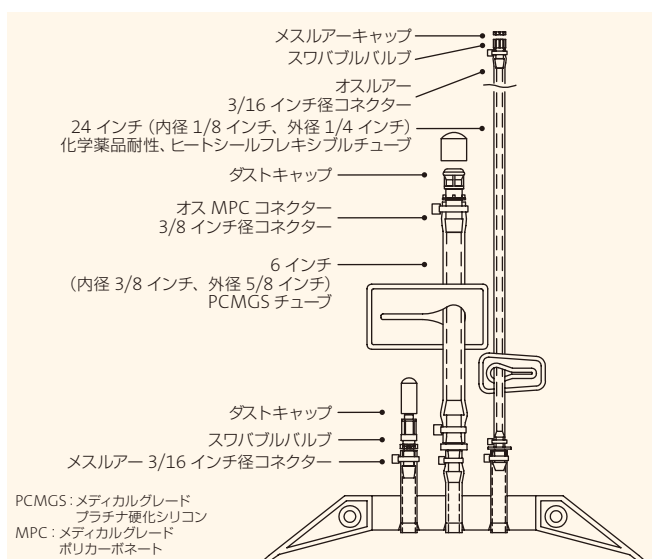 メスルアーキャップ
スワバブルバルブ
オスルアー
3/16 インチ径コネクター
24 インチ（内径 1/8 インチ、外径 1/4 インチ）
化学薬品耐性、ヒートシールフレキシブルチューブ
ダストキャップ
オス MPC コネクター
3/8 インチ径コネクター
6 インチ
（内径 3/8 インチ、外径 5/8 インチ）
PCMGS チューブ
ダストキャップ
スワバブルバルブ
メスルアー 3/16 インチ径コネクター
PCMGS：メディカルグレード
プラチナ硬化シリコン
MPC：メディカルグレード
ポリカーボネート